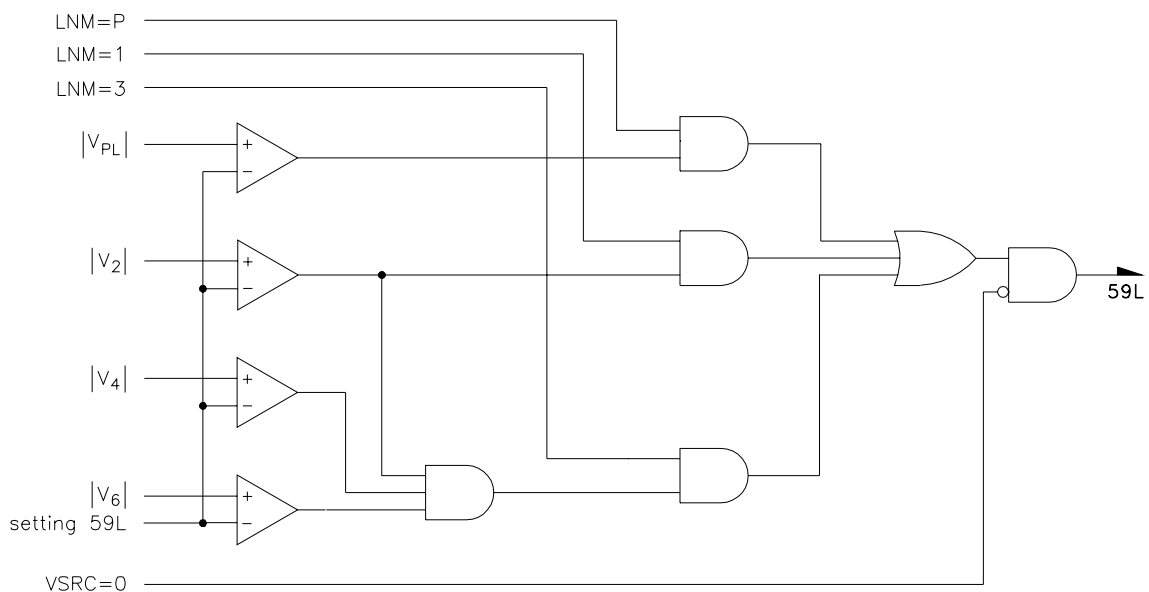 LNM=P
LNM=1
LNM=3
|VPL|
+
−
|V2|
+
−
|V4|
+
−
|V6|
+
setting 59L
−
VSRC=0
59L